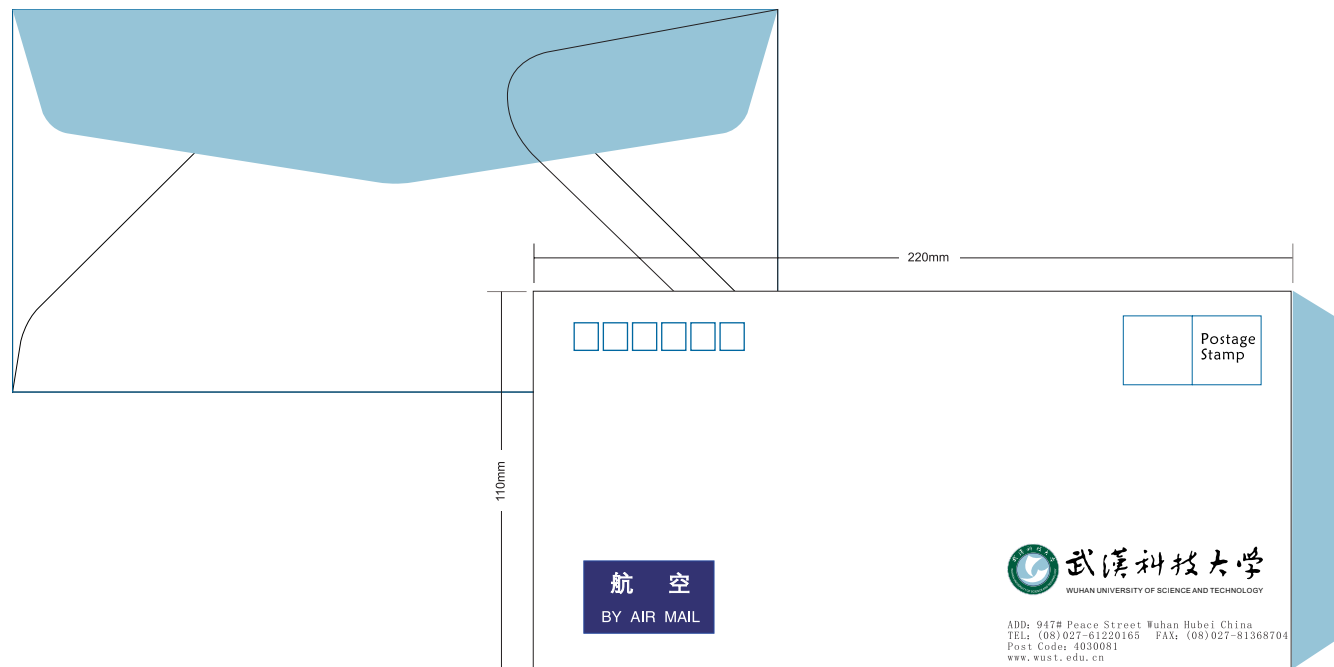 220mm
Postage
Stamp
110mm
航 空
BY AIR MAIL
武漢科技大学
WUHAN UNIVERSITY OF SCIENCE AND TECHNOLOGY
ADD: 947# Peace Street Wuhan Hubei China
TEL: (08)027-61220165 FAX: (08)027-81368704
Post Code: 4030081
www.wust.edu.cn